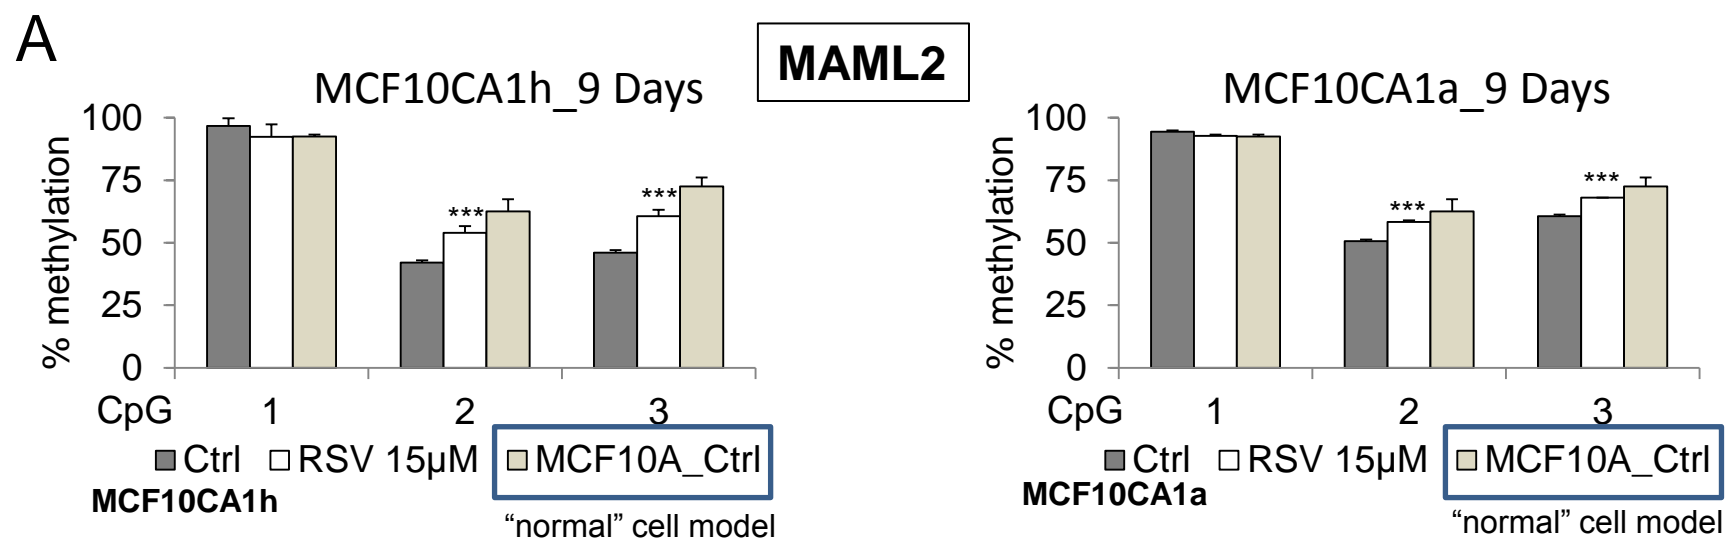 A
MAML2
MCF10CA1h_9 Days
% methylation
100
75
50
25
0
***
***
CpG 1 2 3
Ctrl RSV 15µM MCF10A_Ctrl
MCF10CA1h
“normal” cell model
MCF10CA1a_9 Days
% methylation
100
75
50
25
0
***
***
CpG 1 2 3
Ctrl RSV 15µM MCF10A_Ctrl
MCF10CA1a
“normal” cell model